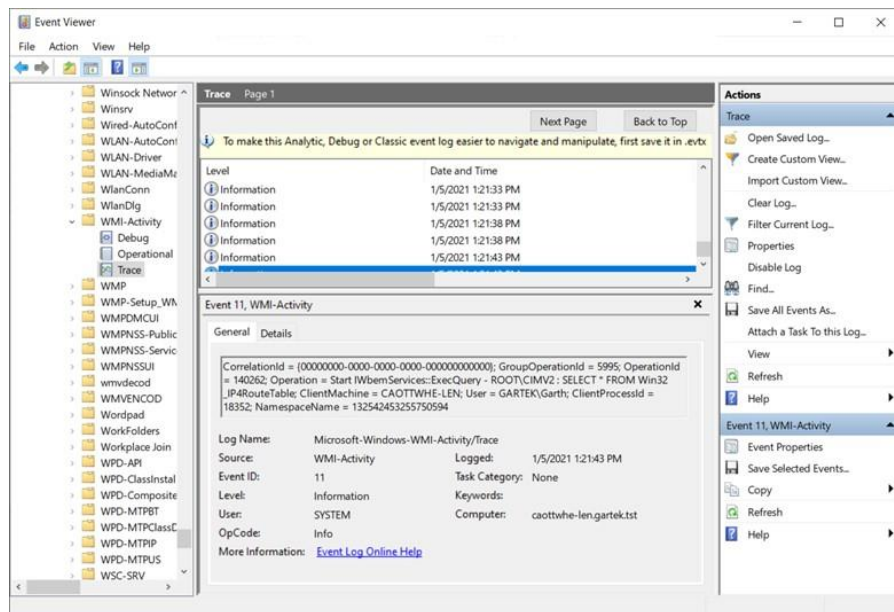 Event Viewer
File Action View Help
Winsock Networ
Winsrv
Wired-AutoConf
WLAN-AutoConf
WLAN-Driver
WLAN-MediaMa
WlanConn
WlanDlg
WMI-Activity
Debug
Operational
Trace
WMP
WMP-Setup_WM
WMPDMCUI
WMPNSS-Public
WMPNSS-Servic
WMPNSSUI
wmvdecod
WMVENCOD
Wordpad
WorkFolders
Workplace Join
WPD-API
WPD-ClassInstal
WPD-Composite
WPD-MTPBT
WPD-MTPClassD
WPD-MTPIP
WPD-MTPUS
WSC-SRV
Trace Page 1
Next Page Back to Top
To make this Analytic, Debug or Classic event log easier to navigate and manipulate, first save it in .evtx
Level Date and Time
Information 1/5/2021 1:21:33 PM
Information 1/5/2021 1:21:33 PM
Information 1/5/2021 1:21:38 PM
Information 1/5/2021 1:21:38 PM
Information 1/5/2021 1:21:43 PM
Event 11, WMI-Activity
General Details
CorrelationId = {00000000-0000-0000-0000-000000000000}; GroupOperationId = 5995; OperationId
= 140262; Operation = Start IWbemServices::ExecQuery - ROOT\CIMV2 : SELECT * FROM Win32
_IP4RouteTable; ClientMachine = CAOTTWHE-LEN; User = GARTEK\Garth; ClientProcessId =
18352; NamespaceName = 132542453255750594
Log Name: Microsoft-Windows-WMI-Activity/Trace
Source: WMI-Activity Logged: 1/5/2021 1:21:43 PM
Event ID: 11 Task Category: None
Level: Information Keywords:
User: SYSTEM Computer: caottwhe-len.gartek.tst
OpCode: Info
More Information: Event Log Online Help
Actions
Trace
Open Saved Log...
Create Custom View...
Import Custom View...
Clear Log...
Filter Current Log...
Properties
Disable Log
Find...
Save All Events As...
Attach a Task To this Log...
View
Refresh
Help
Event 11, WMI-Activity
Event Properties
Save Selected Events...
Copy
Refresh
Help